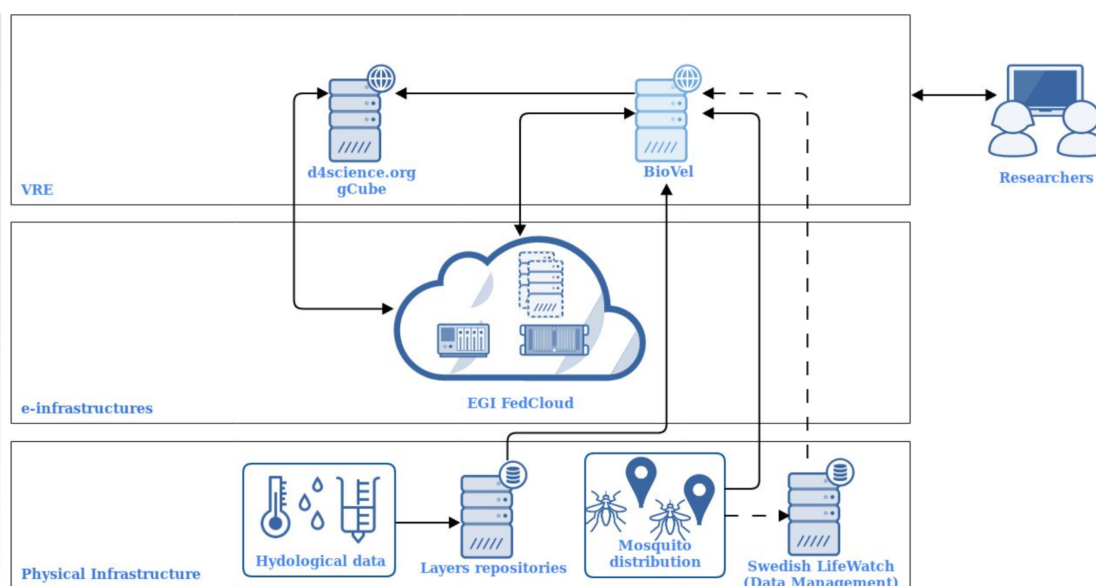 d4science.org
gCube
BioVel
VRE
Researchers
EGI FedCloud
e-infrastructures
Hydological data
Layers repositories
Mosquito
distribution
Swedish LifeWatch
(Data Management)
Physical Infrastructure